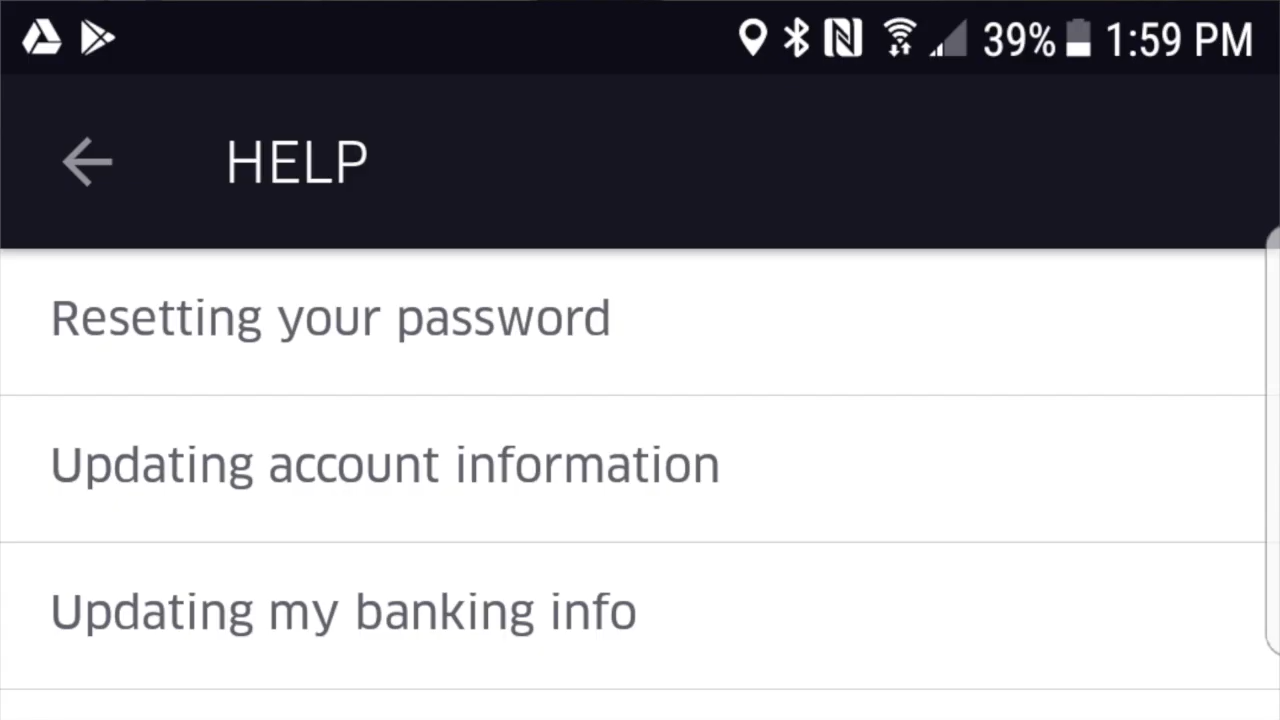 39% 1:59 PM
HELP
Resetting your password
Updating account information
Updating my banking info